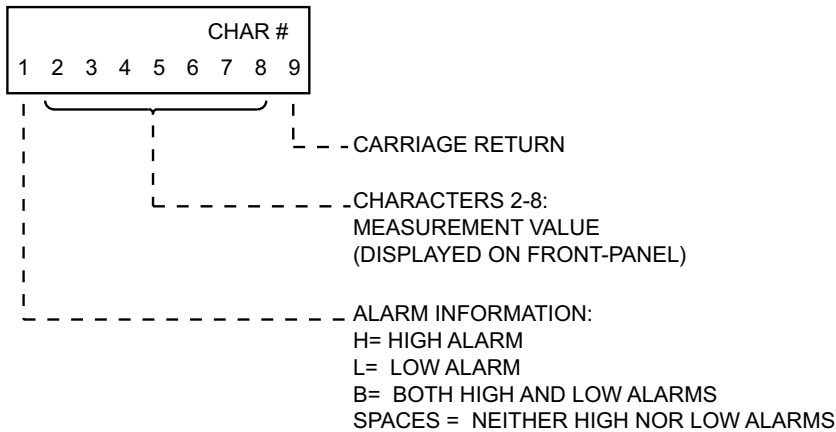 CHAR #
1 2 3 4 5 6 7 8 9
CARRIAGE RETURN
CHARACTERS 2-8:
MEASUREMENT VALUE
(DISPLAYED ON FRONT-PANEL)
ALARM INFORMATION:
H= HIGH ALARM
L= LOW ALARM
B= BOTH HIGH AND LOW ALARMS
SPACES = NEITHER HIGH NOR LOW ALARMS